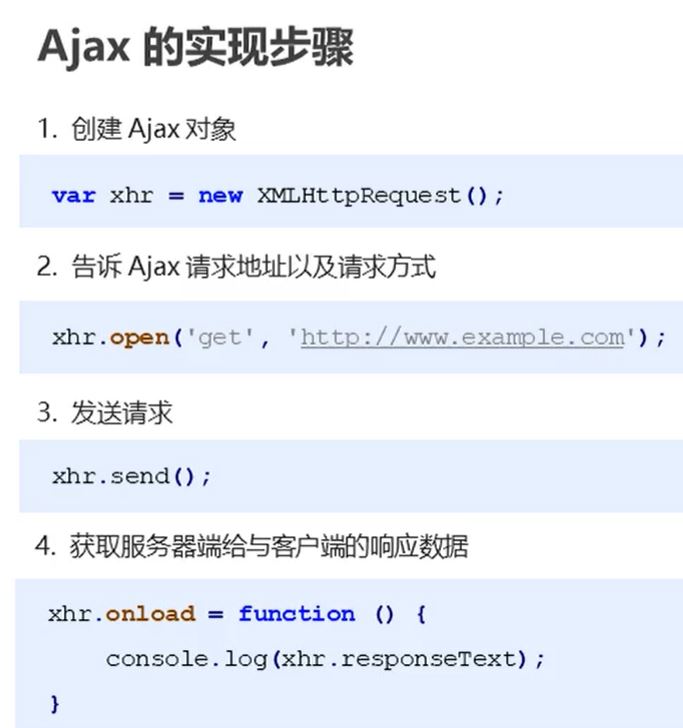 Ajax 的实现步骤
1. 创建 Ajax 对象
var xhr = new XMLHttpRequest();
2. 告诉 Ajax 请求地址以及请求方式
xhr.open('get', 'http://www.example.com');
3. 发送请求
xhr.send();
4. 获取服务器端给与客户端的响应数据
xhr.onload = function () {
console.log(xhr.responseText);
}